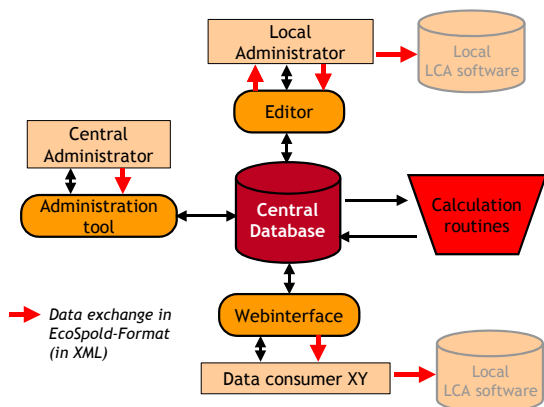 Local
Administrator
Local
LCA software
Editor
Central
Administrator
Administration
tool
Central
Database
Calculation
routines
Webinterface
Data exchange in
EcoSpold-Format
(in XML)
Data consumer XY
Local
LCA software